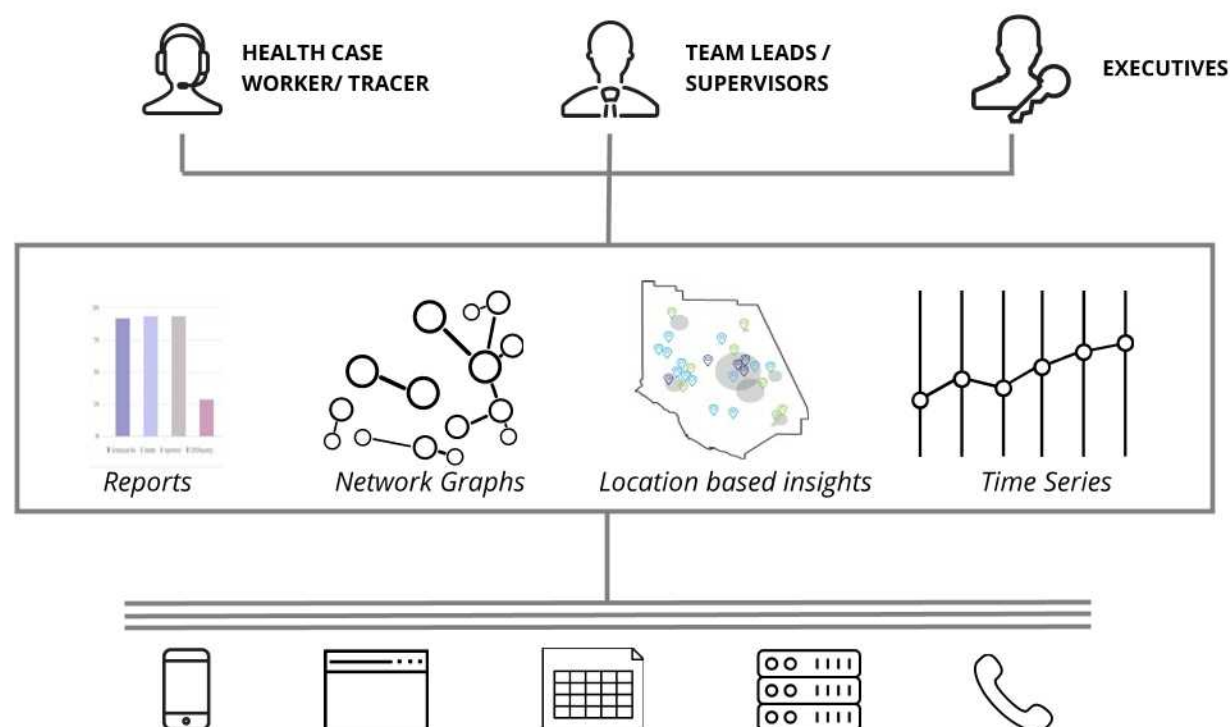 HEALTH CASE
WORKER/ TRACER
TEAM LEADS /
SUPERVISORS
EXECUTIVES
Reports
Network Graphs
Location based insights
Time Series